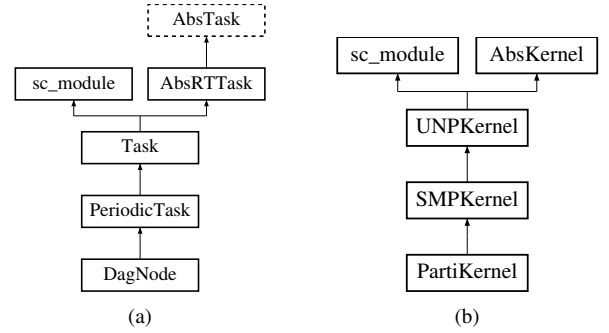 AbsTask
sc_module
AbsRTTask
Task
PeriodicTask
DagNode
(a)
sc_module
AbsKernel
UNPKernel
SMPKernel
PartiKernel
(b)